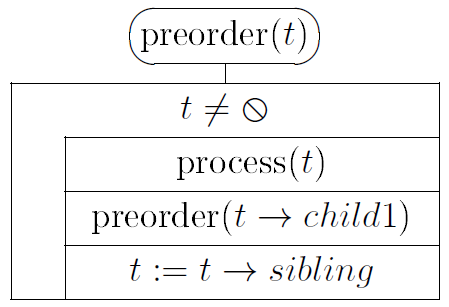 preorder(t)
t ≠ ⦸
process(t)
preorder(t → child1)
t := t → sibling